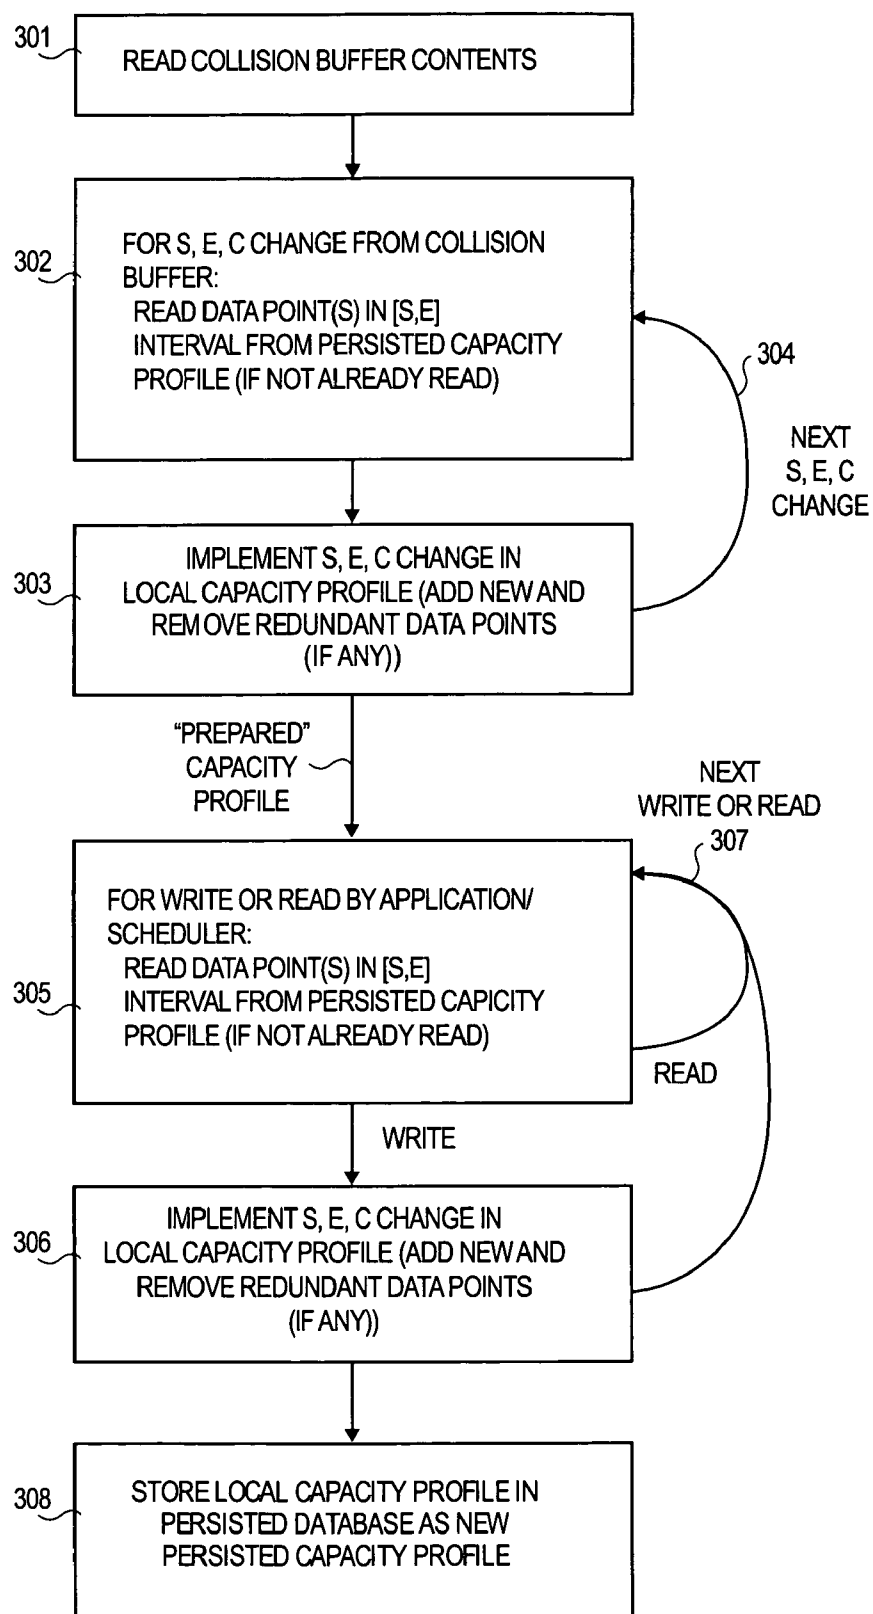 301
READ COLLISION BUFFER CONTENTS
302
FOR S, E, C CHANGE FROM COLLISION
BUFFER:
READ DATA POINT(S) IN [S,E]
INTERVAL FROM PERSISTED CAPACITY
PROFILE (IF NOT ALREADY READ)
304
NEXT
S, E, C
CHANGE
303
IMPLEMENT S, E, C CHANGE IN
LOCAL CAPACITY PROFILE (ADD NEW AND
REMOVE REDUNDANT DATA POINTS
(IF ANY))
“PREPARED”
CAPACITY
PROFILE
NEXT
WRITE OR READ
307
305
FOR WRITE OR READ BY APPLICATION/
SCHEDULER:
READ DATA POINT(S) IN [S,E]
INTERVAL FROM PERSISTED CAPICITY
PROFILE (IF NOT ALREADY READ)
READ
WRITE
306
IMPLEMENT S, E, C CHANGE IN
LOCAL CAPACITY PROFILE (ADD NEW AND
REMOVE REDUNDANT DATA POINTS
(IF ANY))
308
STORE LOCAL CAPACITY PROFILE IN
PERSISTED DATABASE AS NEW
PERSISTED CAPACITY PROFILE